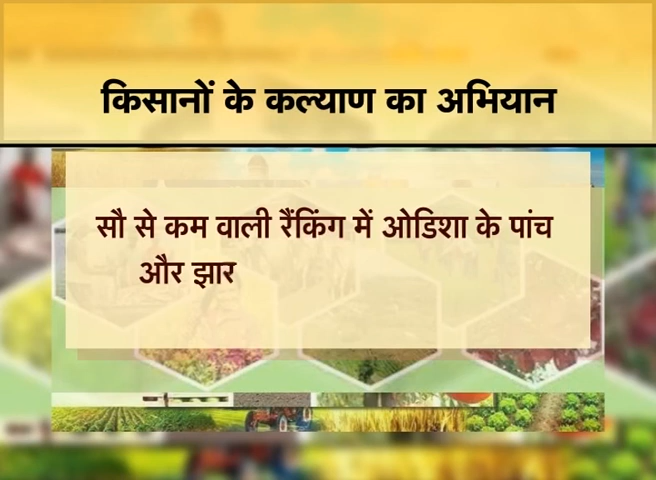 किसानों के कल्याण का अभियान
सौ से कम वाली रैंकिंग में ओडिशा के पांच
और झार